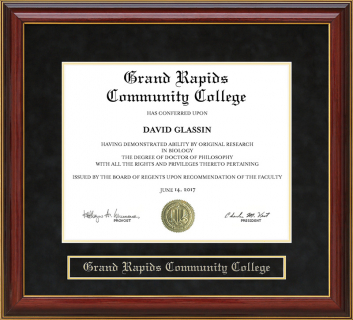 Grand Rapids
Community College
HAS CONFERRED UPON
DAVID GLASSIN
HAVING DEMONSTRATED ABILITY BY ORIGINAL RESEARCH
IN BIOLOGY
THE DEGREE OF DOCTOR OF PHILOSOPHY
WITH ALL THE RIGHTS AND PRIVILEGES THERETO PERTAINING
ISSUED BY THE BOARD OF REGENTS UPON RECOMMENDATION OF THE FACULTY
JUNE 14, 2017
PROVOST
PRESIDENT
Grand Rapids Community College